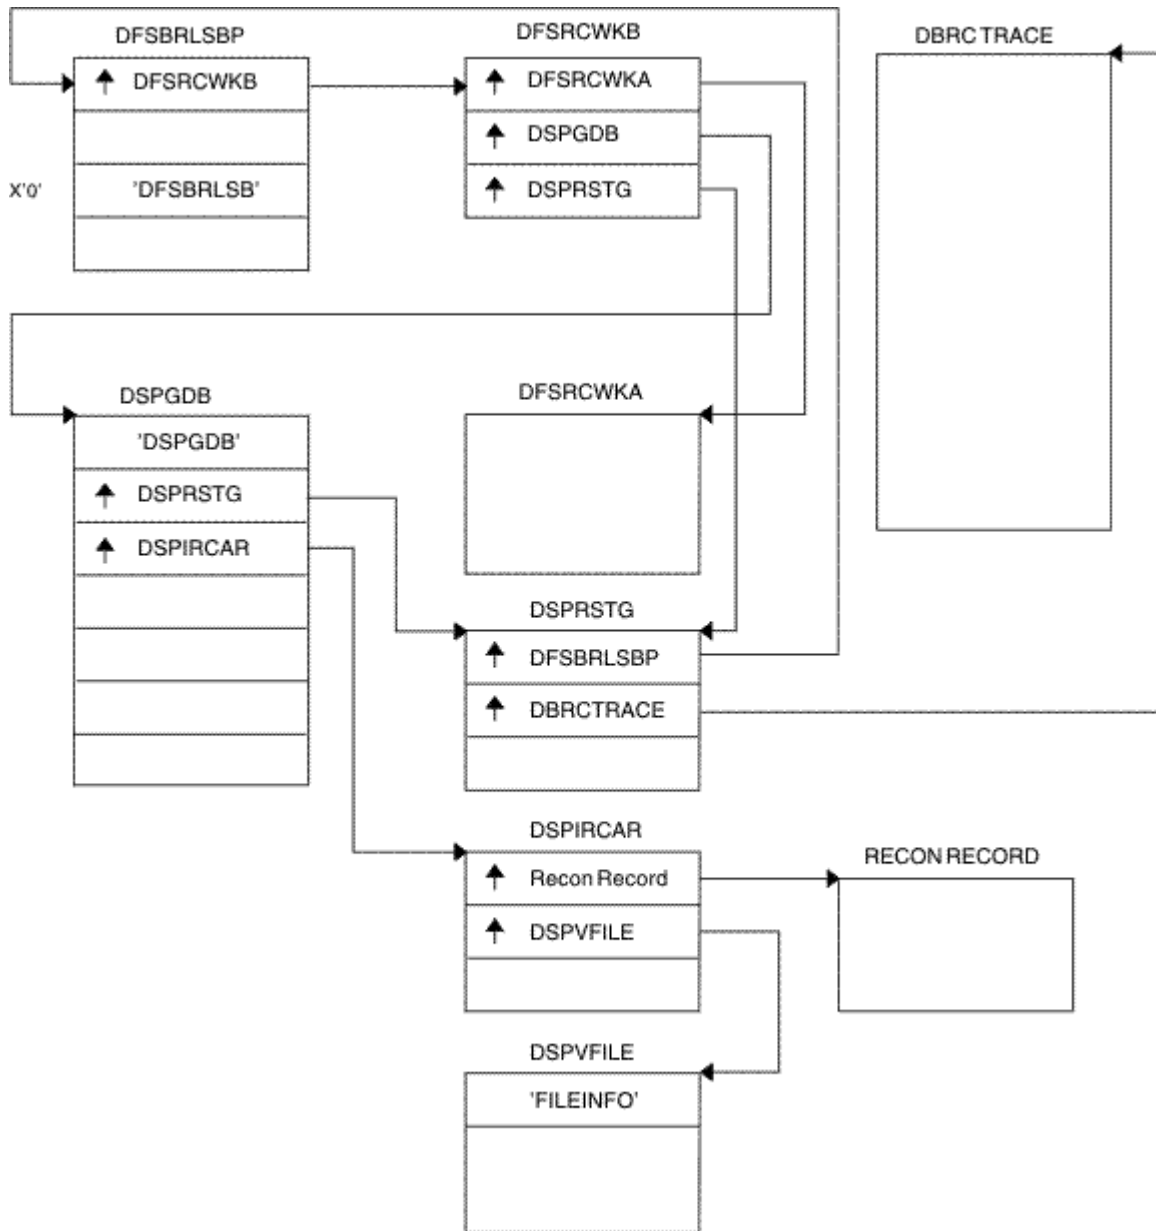 DFSBRLSBP
DFSRCWKB
DFSRCWKB
DFSRCWKA
DSPGDB
X'0'
'DFSBRLSB'
DSPRSTG
DBRC TRACE
DSPGDB
'DSPGDB'
DSPRSTG
DSPIRCAR
DFSRCWKA
DSPRSTG
DFSBRLSBP
DBRCTRACE
DSPIRCAR
Recon Record
DSPVFILE
RECON RECORD
DSPVFILE
'FILEINFO'